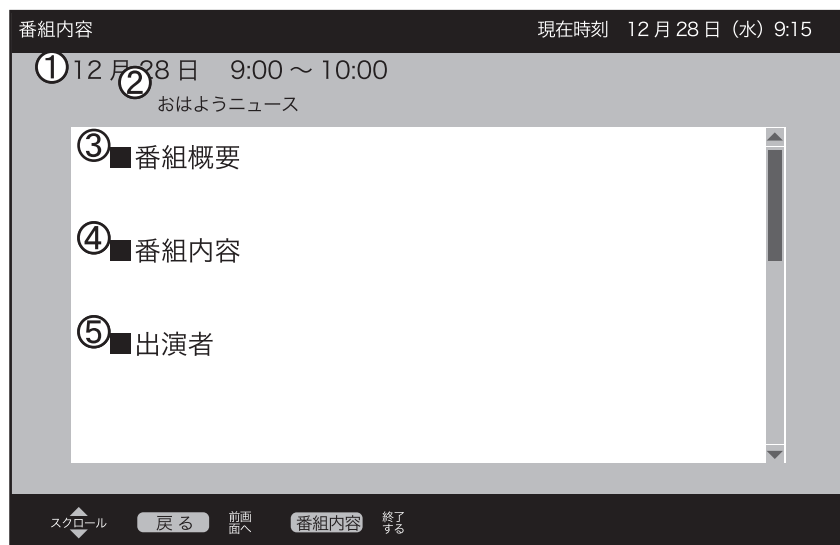 番組内容 現在時刻 12月28日（水）9:15
①12月28日 9:00～10:00
②おはようニュース
③■番組概要
④■番組内容
⑤■出演者
スクロール 戻る 前画面へ 番組内容 終了する